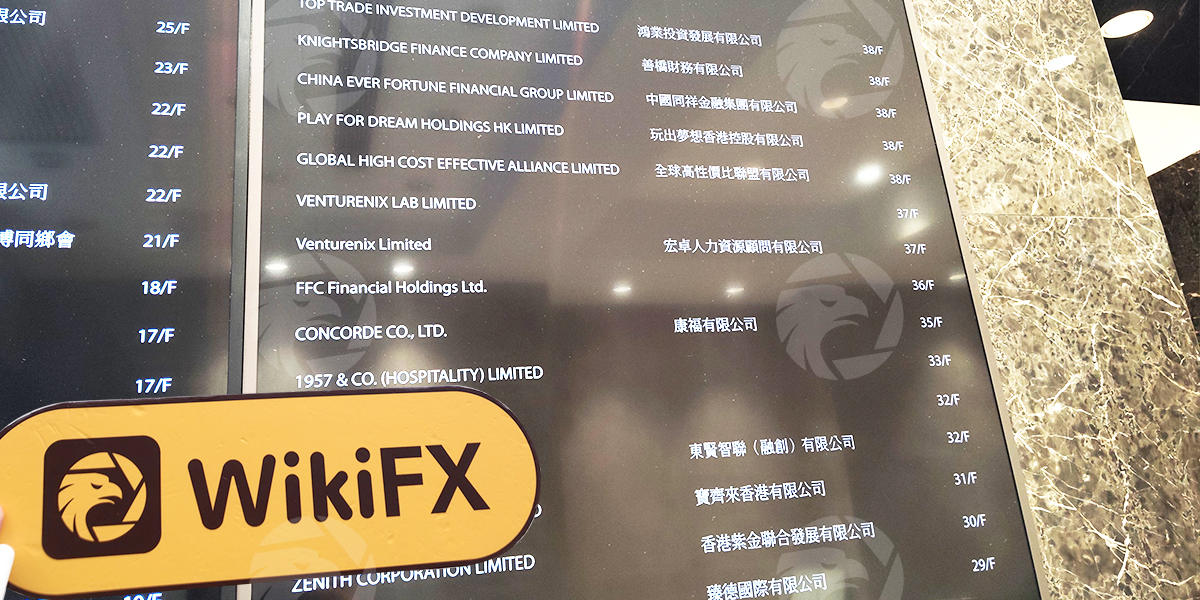 公司 25/F
23/F
22/F
22/F
公司 22/F
同鄉會 21/F
18/F
17/F
17/F
TOP TRADE INVESTMENT DEVELOPMENT LIMITED 鴻業投資發展有限公司 38/F
KNIGHTSBRIDGE FINANCE COMPANY LIMITED 善橋財務有限公司 38/F
CHINA EVER FORTUNE FINANCIAL GROUP LIMITED 中國同祥金融集團有限公司 38/F
PLAY FOR DREAM HOLDINGS HK LIMITED 玩出夢想香港控股有限公司 38/F
GLOBAL HIGH COST EFFECTIVE ALLIANCE LIMITED 全球高性價比聯盟有限公司 38/F
VENTURENIX LAB LIMITED 37/F
Venturenix Limited 宏卓人力資源顧問有限公司 37/F
FFC Financial Holdings Ltd. 36/F
CONCORDE CO., LTD. 康福有限公司 35/F
1957 & CO. (HOSPITALITY) LIMITED 33/F
32/F
東賢智聯（融創）有限公司 32/F
寶齊來香港有限公司 31/F
香港紫金聯合發展有限公司 30/F
ZENITH CORPORATION LIMITED 臻德國際有限公司 29/F
WikiFX